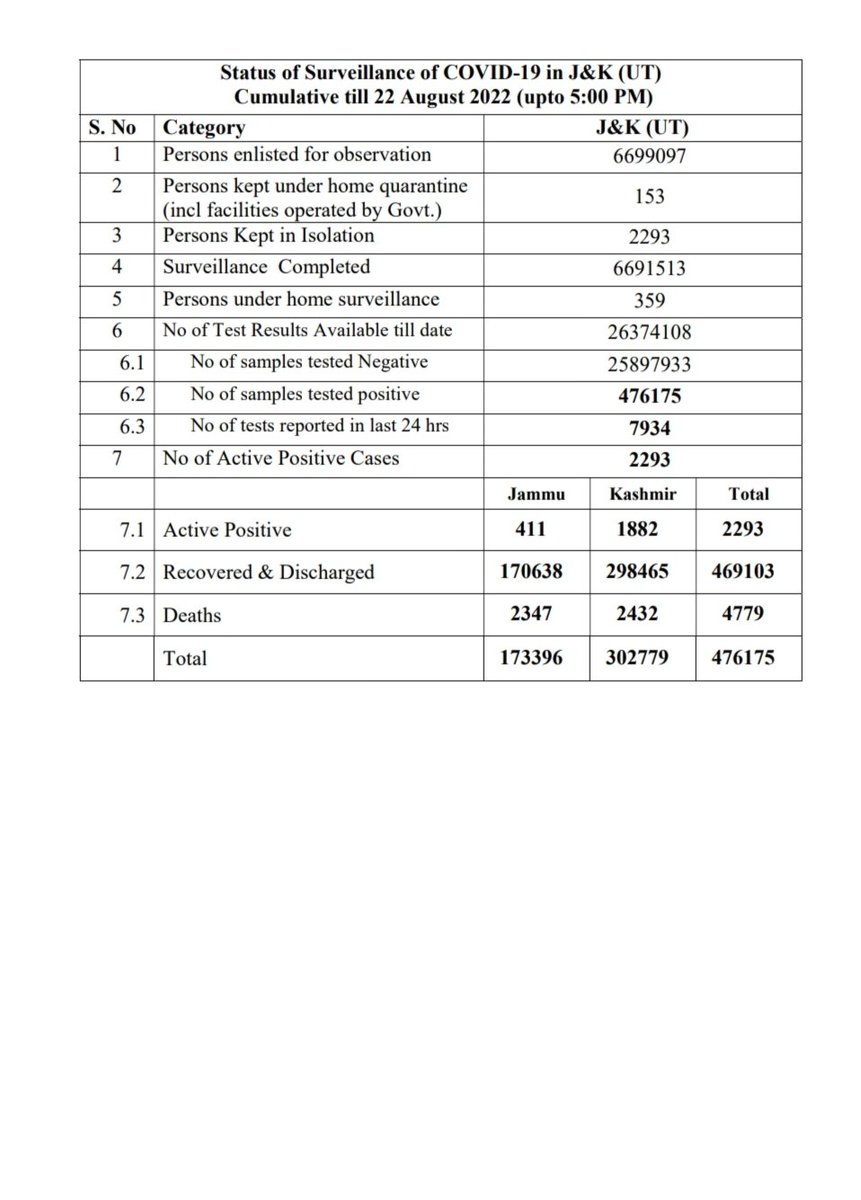 Status of Surveillance of COVID-19 in J&K (UT)
Cumulative till 22 August 2022 (upto 5:00 PM)
S. No Category J&K (UT)
1 Persons enlisted for observation 6699097
2 Persons kept under home quarantine
(incl facilities operated by Govt.) 153
3 Persons Kept in Isolation 2293
4 Surveillance Completed 6691513
5 Persons under home surveillance 359
6 No of Test Results Available till date 26374108
6.1 No of samples tested Negative 25897933
6.2 No of samples tested positive 476175
6.3 No of tests reported in last 24 hrs 7934
7 No of Active Positive Cases 2293
Jammu Kashmir Total
7.1 Active Positive 411 1882 2293
7.2 Recovered & Discharged 170638 298465 469103
7.3 Deaths 2347 2432 4779
Total 173396 302779 476175